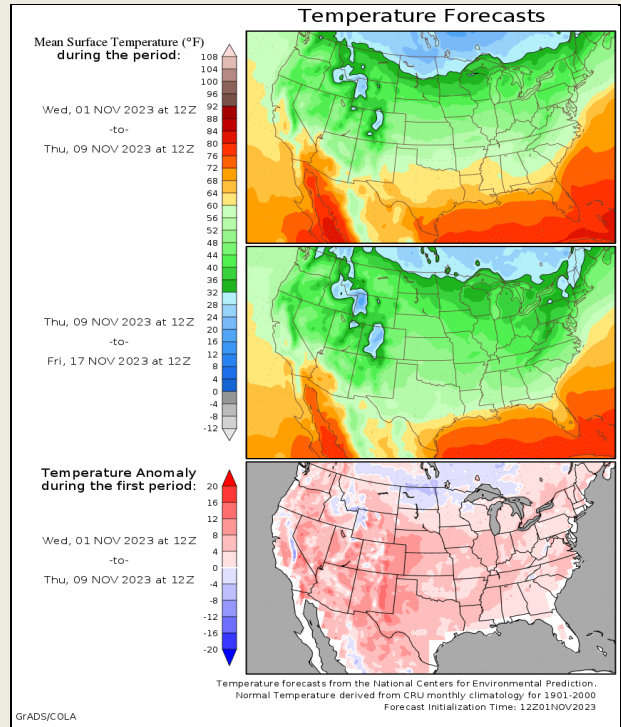 Temperature Forecasts
Mean Surface Temperature (°F)
during the period:
108
104
100
96
92
88
84
80
76
72
68
64
60
56
52
48
44
40
36
32
28
24
20
16
12
8
4
0
-4
-8
-12
Wed, 01 NOV 2023 at 12Z
-to-
Thu, 09 NOV 2023 at 12Z
Thu, 09 NOV 2023 at 12Z
-to-
Fri, 17 NOV 2023 at 12Z
Temperature Anomaly
during the first period:
20
16
12
8
4
0
-4
-8
-12
-16
-20
Wed, 01 NOV 2023 at 12Z
-to-
Thu, 09 NOV 2023 at 12Z
Temperature forecasts from the National Centers for Environmental Prediction.
Normal Temperature derived from CRU monthly climatology for 1901-2000
Forecast Initialization Time: 12Z01NOV2023
GrADS/COLA